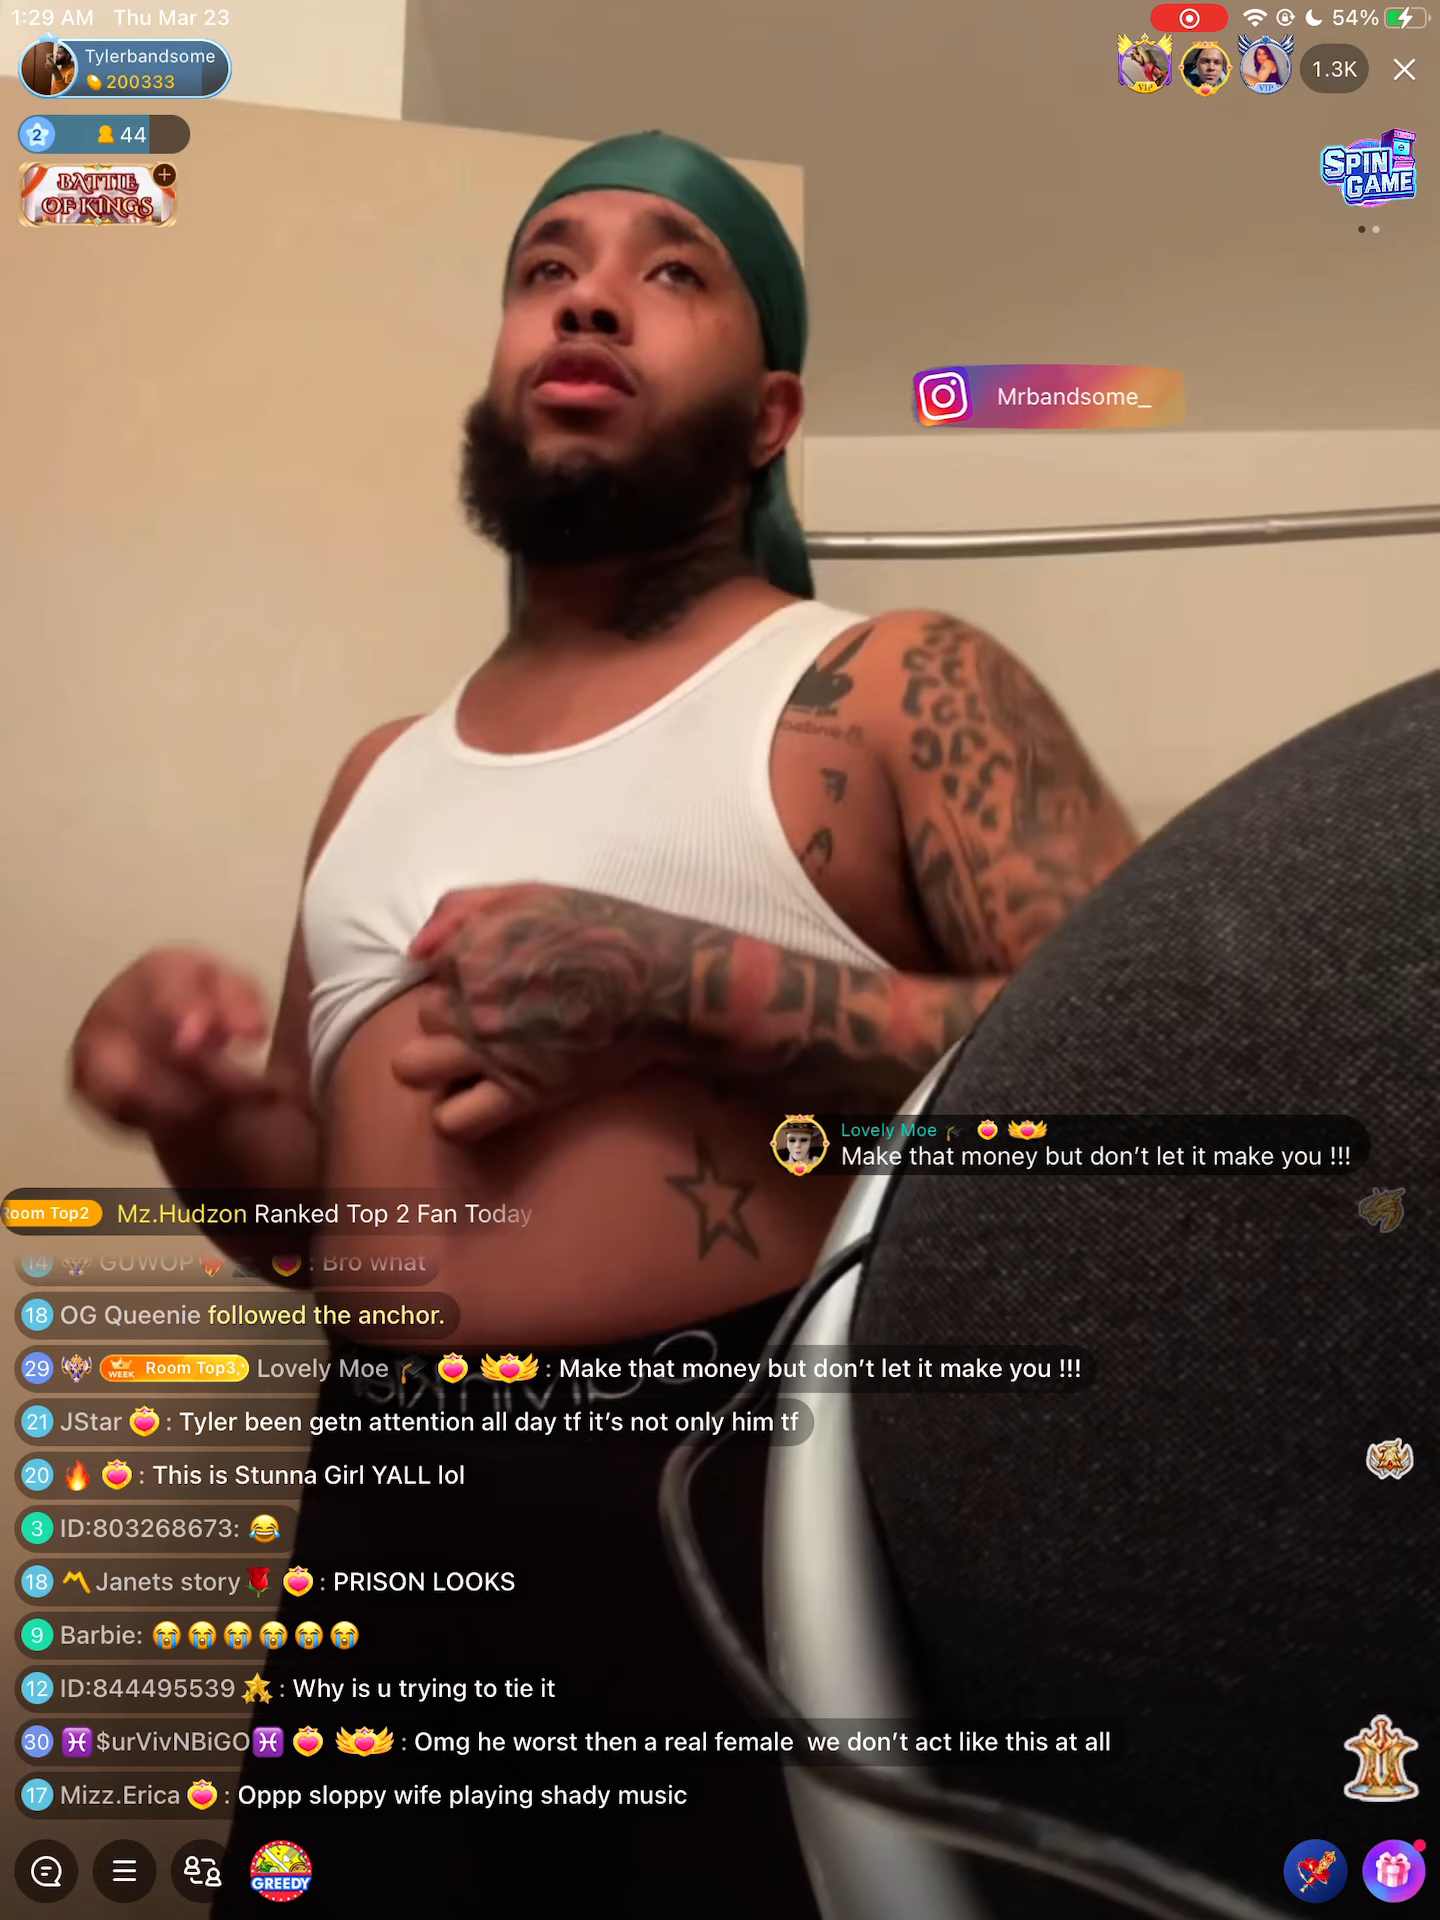 1:29 AM Thu Mar 23
54%
Tylerbandsome
200333
VIP
VIP
1.3K
2
44
BATTLE
OF KINGS
SPIN
GAME
Mrbandsome_
Lovely Moe
Make that money but don't let it make you !!!
Room Top2 Mz.Hudzon Ranked Top 2 Fan Today
14 GUWOP : Bro what
18 OG Queenie followed the anchor.
29 WEEK Room Top3 Lovely Moe : Make that money but don't let it make you !!!
21 JStar : Tyler been getn attention all day tf it's not only him tf
20 : This is Stunna Girl YALL lol
3 ID:803268673: 😂
18 Janets story : PRISON LOOKS
9 Barbie: 😭😭😭😭😭😭
12 ID:844495539 : Why is u trying to tie it
30 ♓$urVivNBiGO♓ : Omg he worst then a real female we don't act like this at all
17 Mizz.Erica : Oppp sloppy wife playing shady music
GREEDY